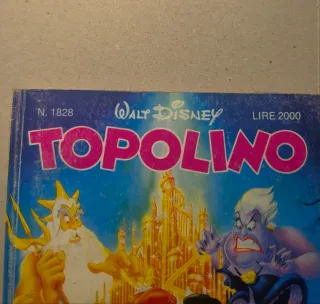 N. 1828 WALT DISNEY LIRE 2000
TOPOLINO